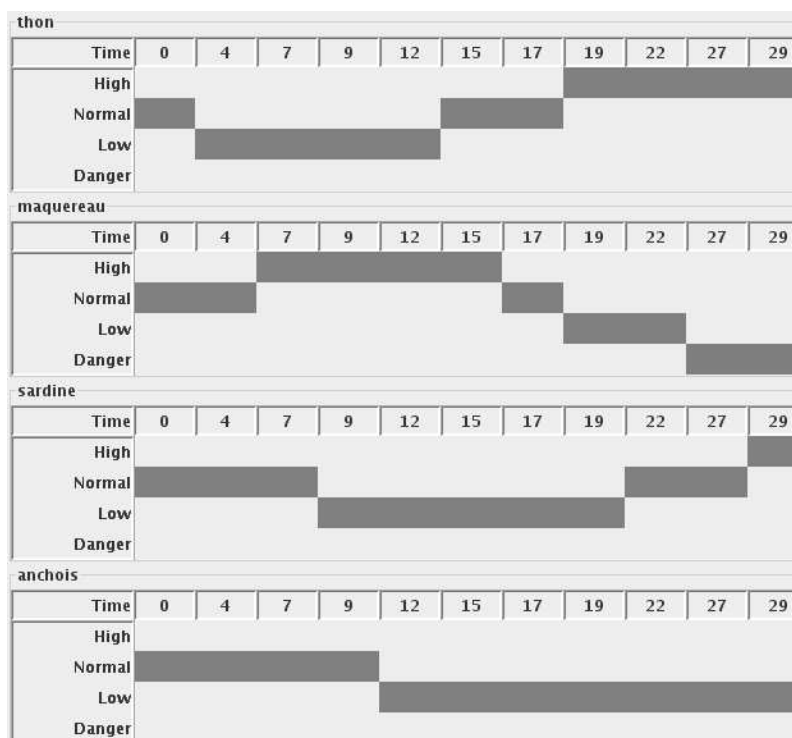 thon
Time 0 4 7 9 12 15 17 19 22 27 29
High
Normal
Low
Danger
maquereau
Time 0 4 7 9 12 15 17 19 22 27 29
High
Normal
Low
Danger
sardine
Time 0 4 7 9 12 15 17 19 22 27 29
High
Normal
Low
Danger
anchois
Time 0 4 7 9 12 15 17 19 22 27 29
High
Normal
Low
Danger